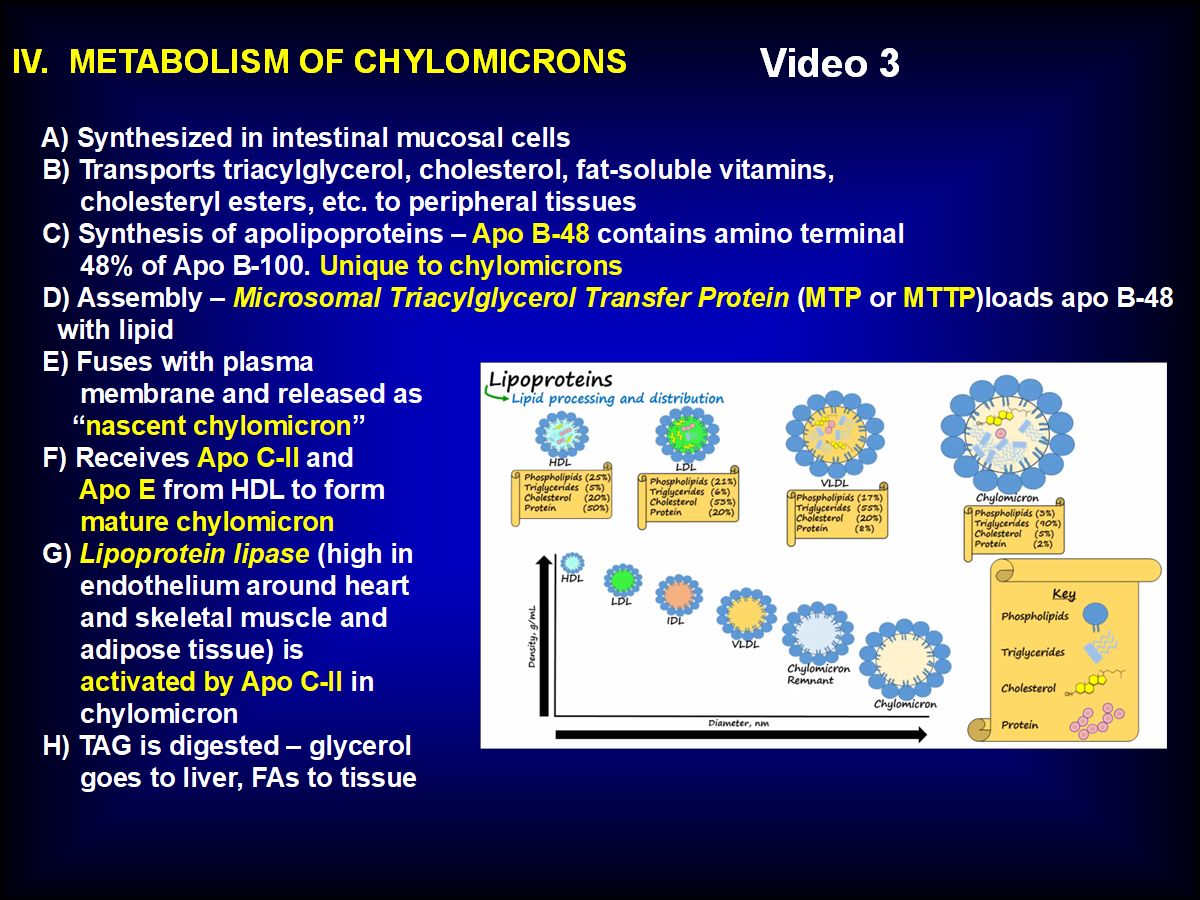 IV. METABOLISM OF CHYLOMICRONS
Video 3
A) Synthesized in intestinal mucosal cells
B) Transports triacylglycerol, cholesterol, fat-soluble vitamins,
cholesteryl esters, etc. to peripheral tissues
C) Synthesis of apolipoproteins – Apo B-48 contains amino terminal
48% of Apo B-100. Unique to chylomicrons
D) Assembly – Microsomal Triacylglycerol Transfer Protein (MTP or MTTP)loads apo B-48
with lipid
E) Fuses with plasma
membrane and released as
“nascent chylomicron”
F) Receives Apo C-II and
Apo E from HDL to form
mature chylomicron
G) Lipoprotein lipase (high in
endothelium around heart
and skeletal muscle and
adipose tissue) is
activated by Apo C-II in
chylomicron
H) TAG is digested – glycerol
goes to liver, FAs to tissue
Lipoproteins
Lipid processing and distribution
HDL
Phospholipids (25%)
Triglycerides (5%)
Cholesterol (20%)
Protein (50%)
LDL
Phospholipids (21%)
Triglycerides (6%)
Cholesterol (53%)
Protein (20%)
VLDL
Phospholipids (17%)
Triglycerides (55%)
Cholesterol (20%)
Protein (8%)
Chylomicron
Phospholipids (3%)
Triglycerides (90%)
Cholesterol (5%)
Protein (2%)
Density, g/mL
HDL
LDL
IDL
VLDL
Chylomicron
Remnant
Chylomicron
Diameter, nm
Key
Phospholipids
Triglycerides
Cholesterol
Protein